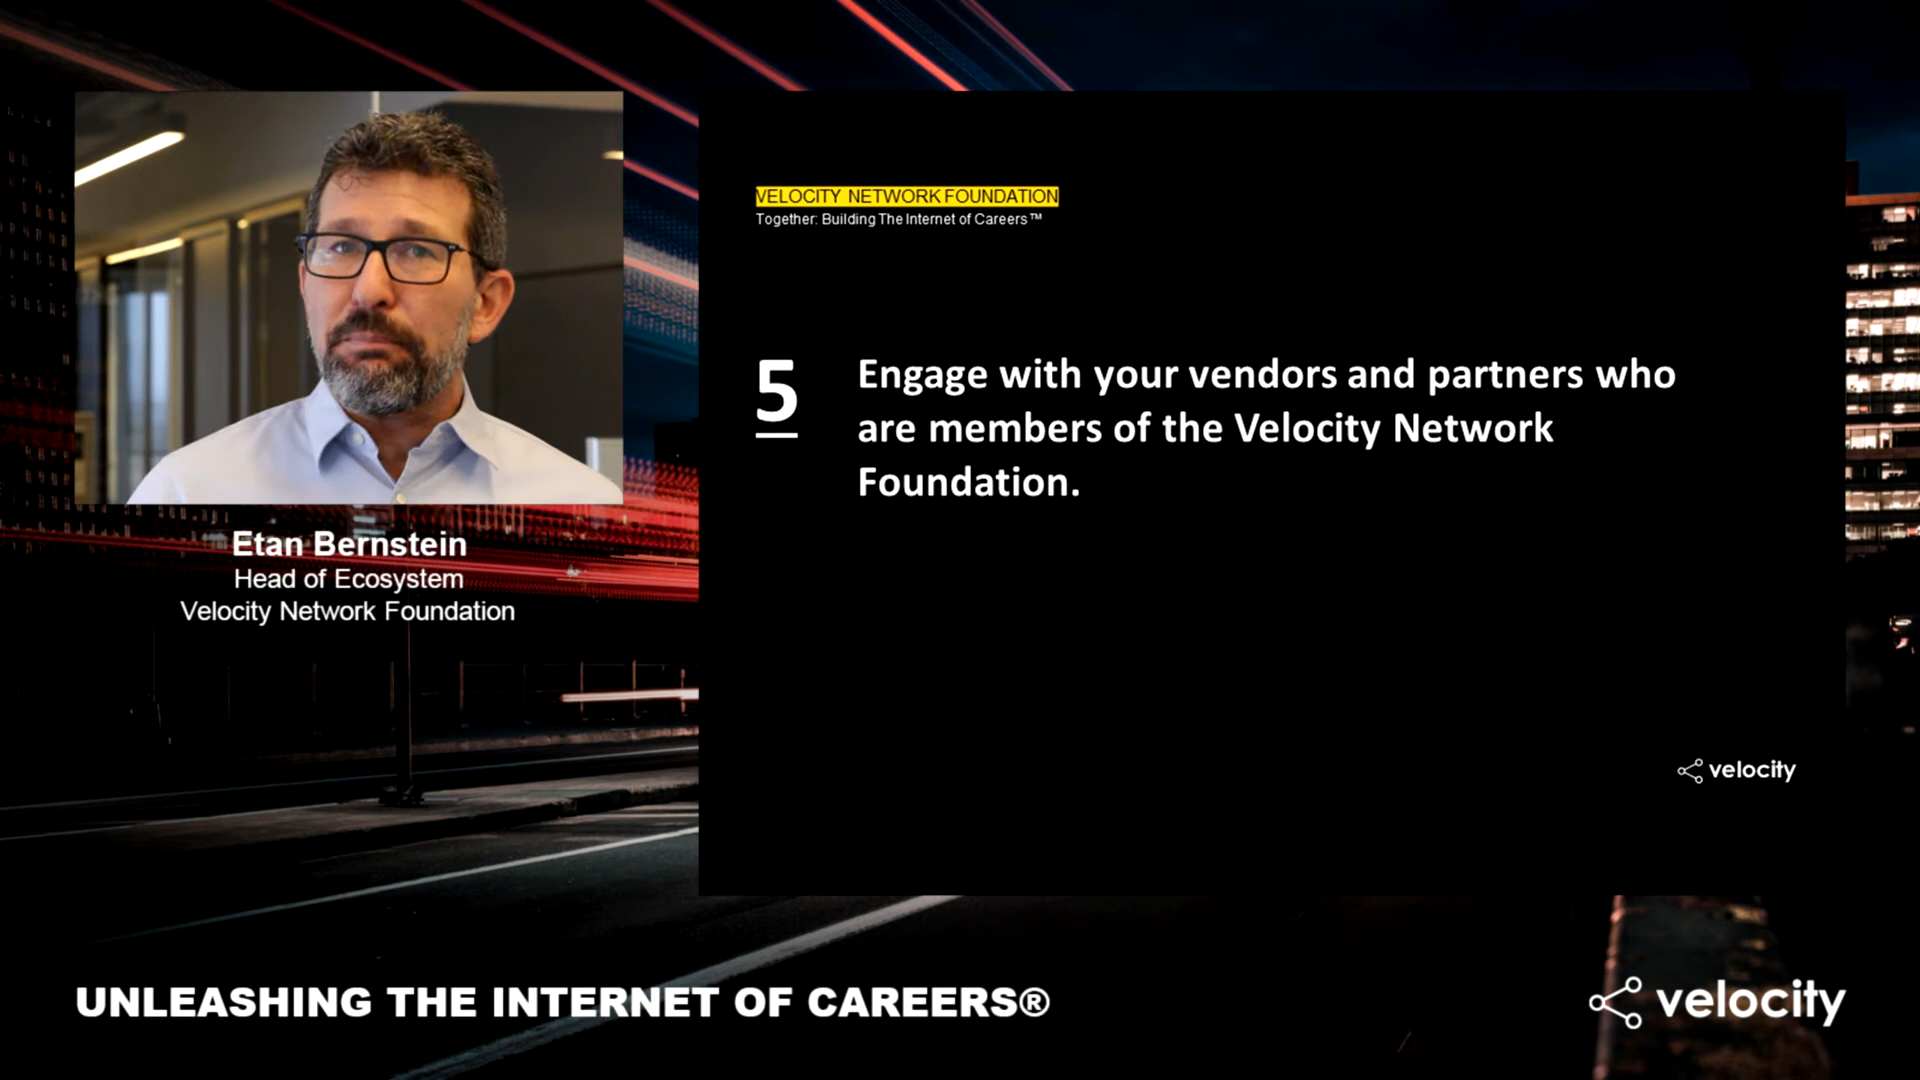 Etan Bernstein
Head of Ecosystem
Velocity Network Foundation
VELOCITY NETWORK FOUNDATION
Together: Building The Internet of Careers™
5
Engage with your vendors and partners who
are members of the Velocity Network
Foundation.
velocity
UNLEASHING THE INTERNET OF CAREERS®
velocity